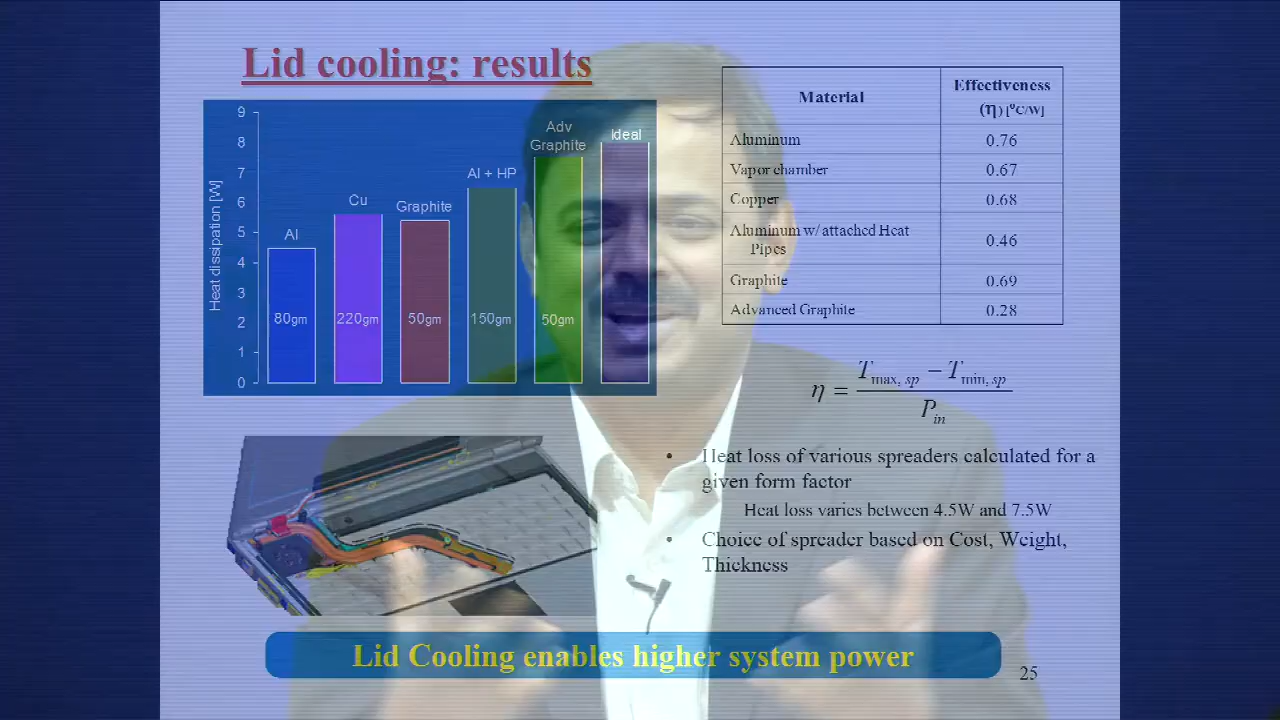 Lid cooling: results
Heat dissipation [W]
9
8
7
6
5
4
3
2
1
0
Al
Cu
Graphite
Al + HP
Adv
Graphite
Ideal
80gm
220gm
50gm
150gm
50gm
Material
Effectiveness
(η) [°C/W]
Aluminum
0.76
Vapor chamber
0.67
Copper
0.68
Aluminum w/ attached Heat
Pipes
0.46
Graphite
0.69
Advanced Graphite
0.28
η = (T max, sp − T min, sp) / P in
• Heat loss of various spreaders calculated for a
given form factor
Heat loss varies between 4.5W and 7.5W
• Choice of spreader based on Cost, Weight,
Thickness
Lid Cooling enables higher system power
25